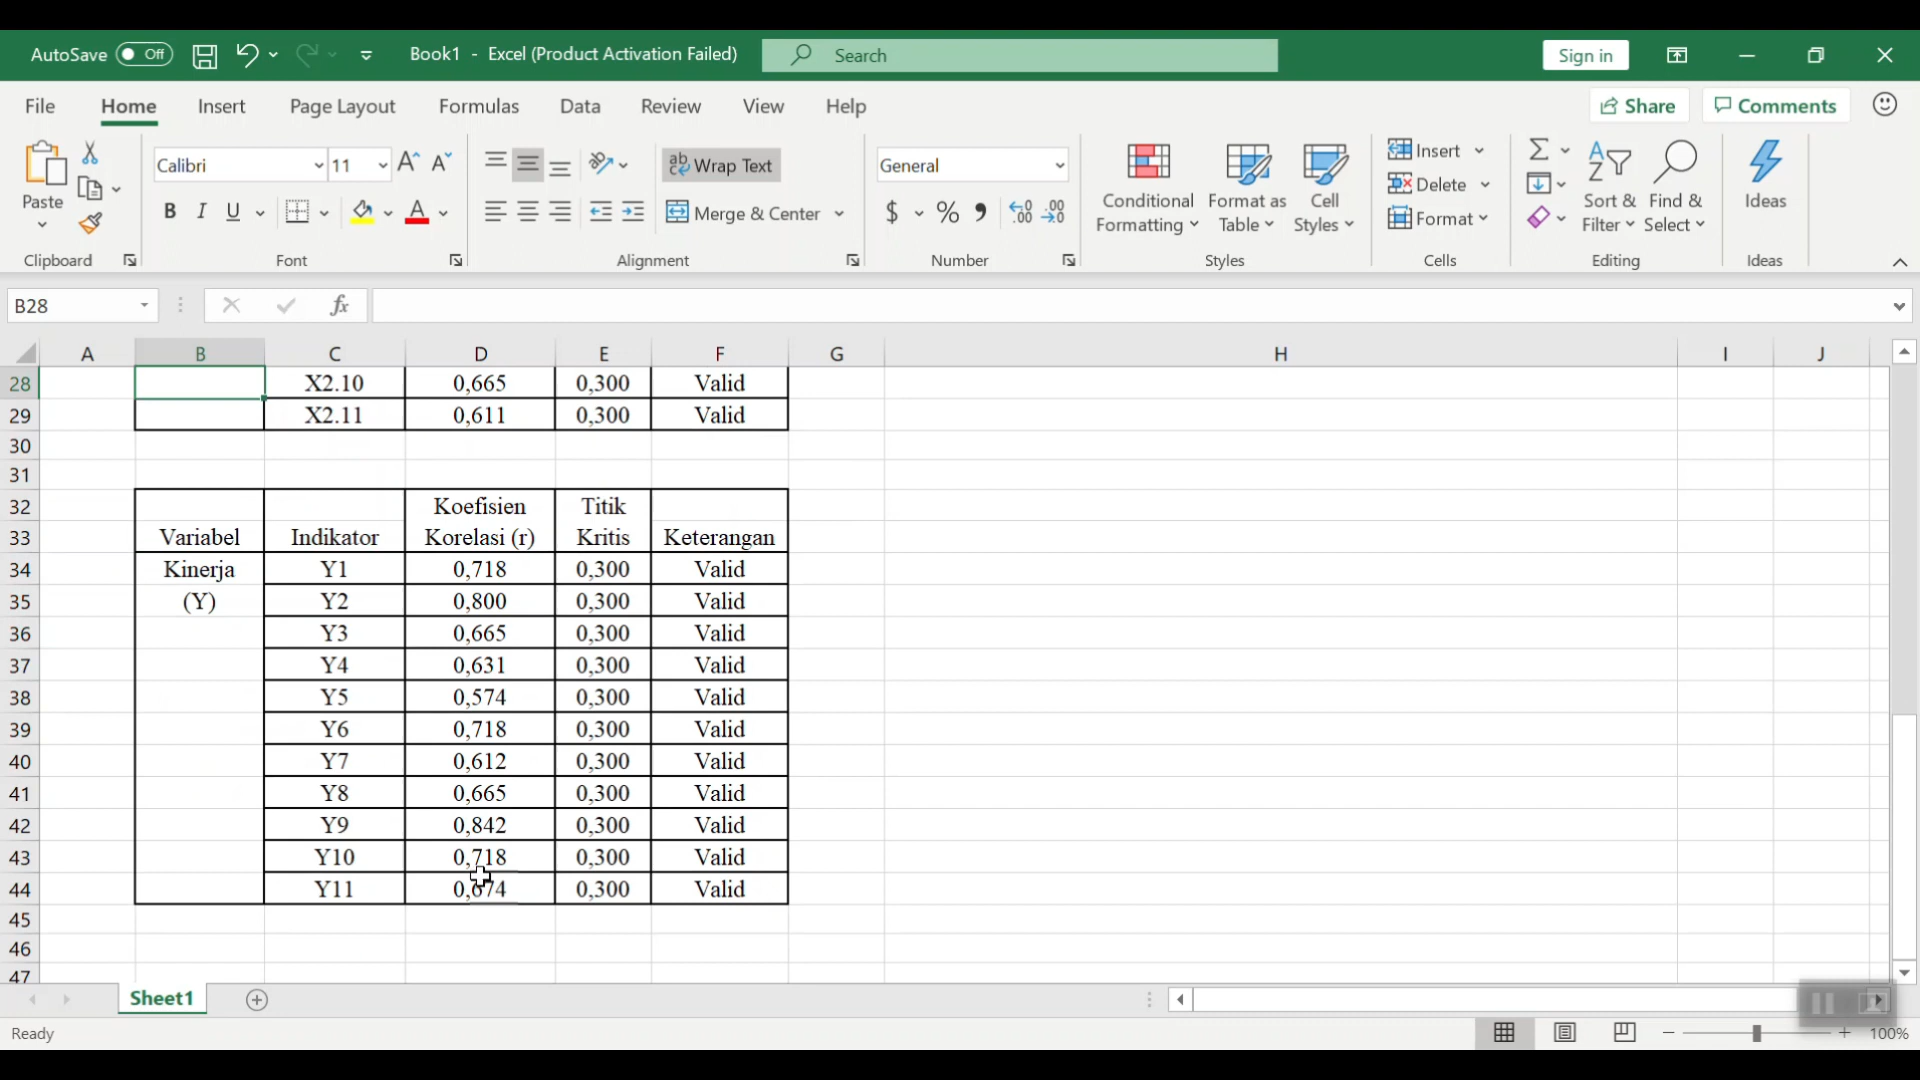 AutoSave Off Book1 - Excel (Product Activation Failed) Search Sign in
File Home Insert Page Layout Formulas Data Review View Help Share Comments
Paste Calibri 11 Wrap Text General Conditional Formatting Format as Table Cell Styles Insert Sort & Filter Find & Select Ideas
B I U Merge & Center $ % Delete
Format
Clipboard Font Alignment Number Styles Cells Editing Ideas
B28 fx
A B C D E F G H I J
28 X2.10 0,665 0,300 Valid
29 X2.11 0,611 0,300 Valid
30
31
32 Koefisien Titik
33 Variabel Indikator Korelasi (r) Kritis Keterangan
34 Kinerja Y1 0,718 0,300 Valid
35 (Y) Y2 0,800 0,300 Valid
36 Y3 0,665 0,300 Valid
37 Y4 0,631 0,300 Valid
38 Y5 0,574 0,300 Valid
39 Y6 0,718 0,300 Valid
40 Y7 0,612 0,300 Valid
41 Y8 0,665 0,300 Valid
42 Y9 0,842 0,300 Valid
43 Y10 0,718 0,300 Valid
44 Y11 0,674 0,300 Valid
45
46
47
Sheet1
Ready 100%